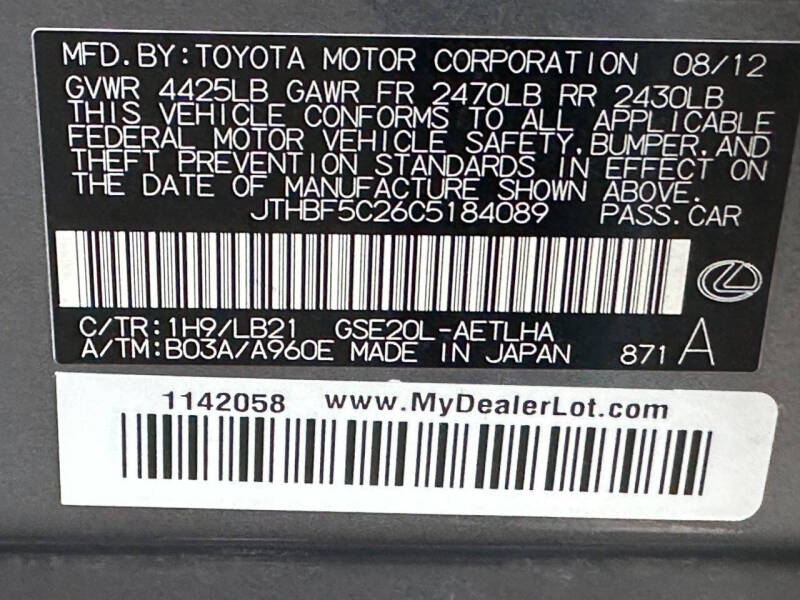 MFD. BY: TOYOTA MOTOR CORPORATION 08/12
GVWR 4425LB GAWR FR 2470LB RR 2430LB
THIS VEHICLE CONFORMS TO ALL APPLICABLE
FEDERAL MOTOR VEHICLE SAFETY, BUMPER, AND
THEFT PREVENTION STANDARDS IN EFFECT ON
THE DATE OF MANUFACTURE SHOWN ABOVE.
JTHBF5C26C5184089 PASS. CAR
C/TR: 1H9/LB21 GSE20L-AETLHA
A/TM: B03A/A960E MADE IN JAPAN 871 A
1142058 www.MyDealerLot.com